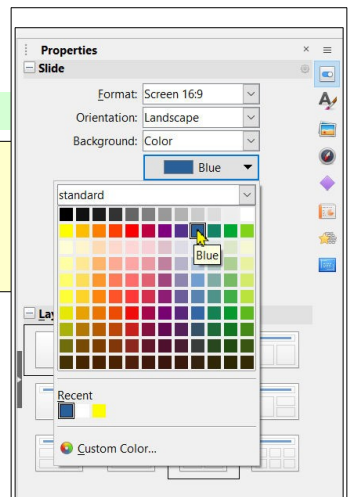 Properties
Slide
Format: Screen 16:9
Orientation: Landscape
Background: Color
Blue
standard
Blue
Recent
Custom Color...